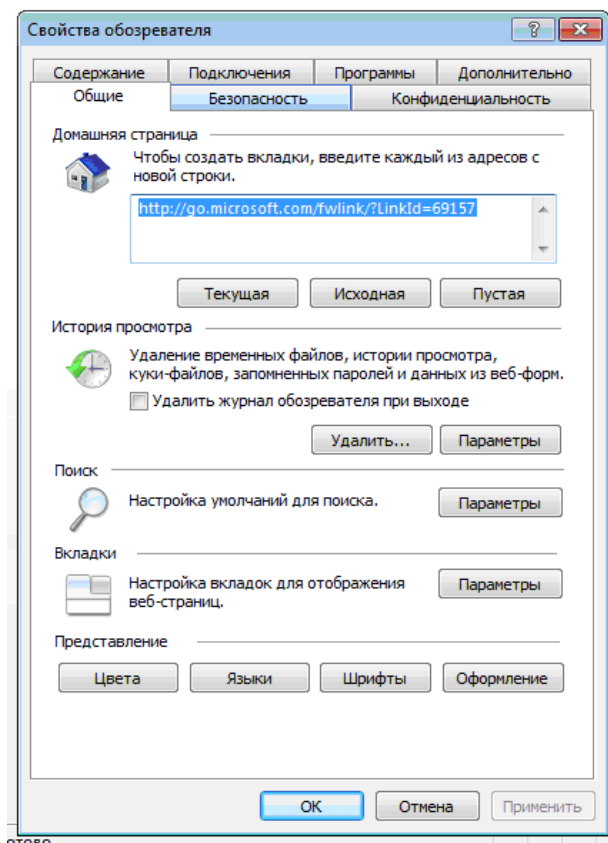 Свойства обозревателя
Содержание Подключения Программы Дополнительно
Общие Безопасность Конфиденциальность
Домашняя страница
Чтобы создать вкладки, введите каждый из адресов с
новой строки.
http://go.microsoft.com/fwlink/?LinkId=69157
Текущая Исходная Пустая
История просмотра
Удаление временных файлов, истории просмотра,
куки-файлов, запомненных паролей и данных из веб-форм.
Удалить журнал обозревателя при выходе
Удалить... Параметры
Поиск
Настройка умолчаний для поиска. Параметры
Вкладки
Настройка вкладок для отображения Параметры
веб-страниц.
Представление
Цвета Языки Шрифты Оформление
ОК Отмена Применить